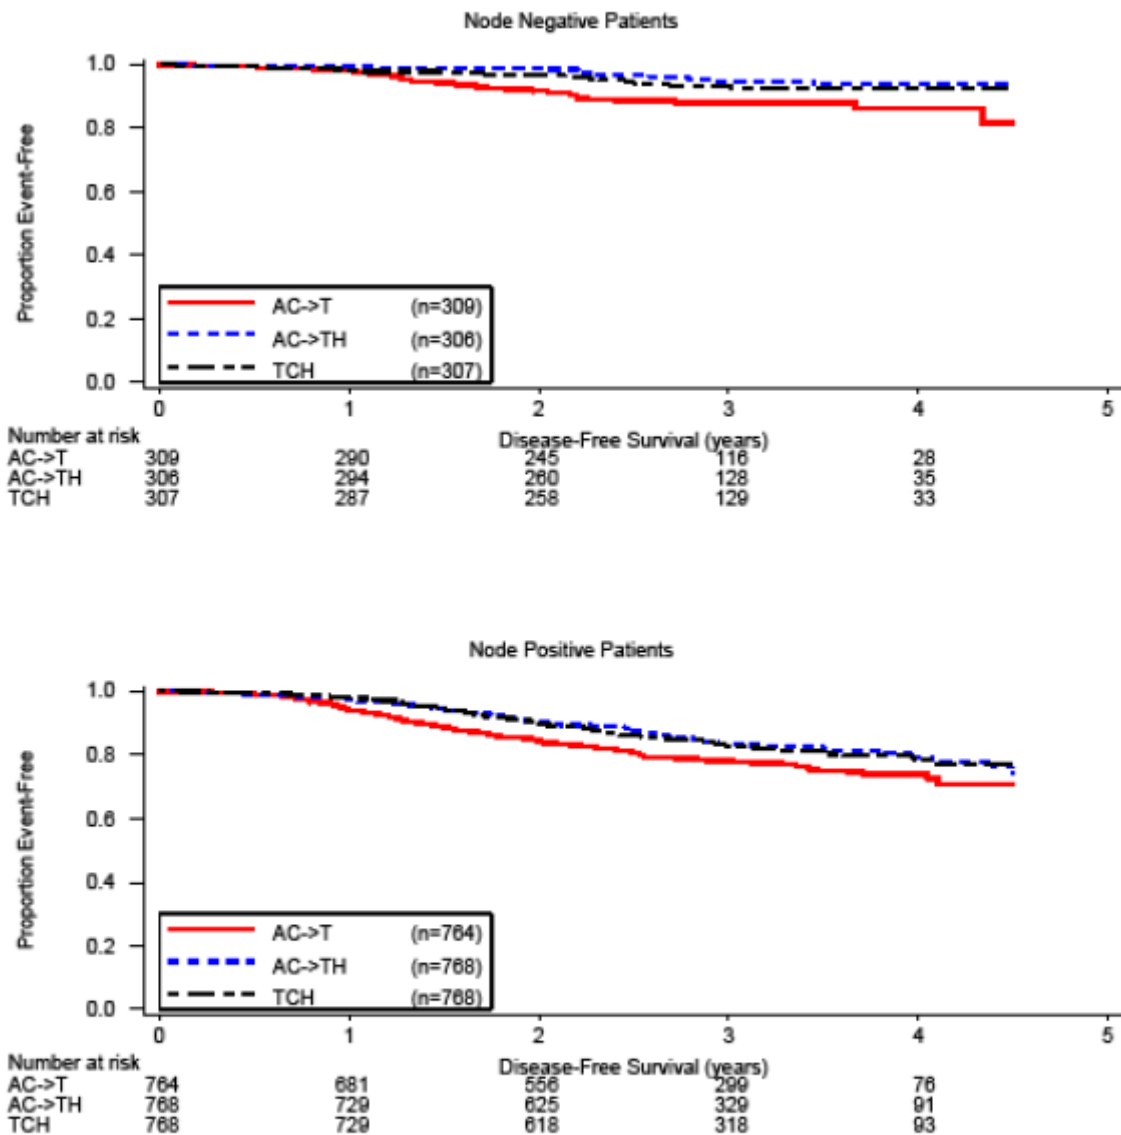 Node Negative Patients
Proportion Event-Free
1.0
0.8
0.6
0.4
0.2
0.0
AC->T (n=309)
AC->TH (n=306)
TCH (n=307)
0 1 2 3 4 5
Number at risk
Disease-Free Survival (years)
AC->T 309 290 245 116 28
AC->TH 306 294 260 128 35
TCH 307 287 258 129 33
Node Positive Patients
Proportion Event-Free
1.0
0.8
0.6
0.4
0.2
0.0
AC->T (n=764)
AC->TH (n=768)
TCH (n=768)
0 1 2 3 4 5
Number at risk
Disease-Free Survival (years)
AC->T 764 681 556 299 76
AC->TH 768 729 625 329 91
TCH 768 729 618 318 93